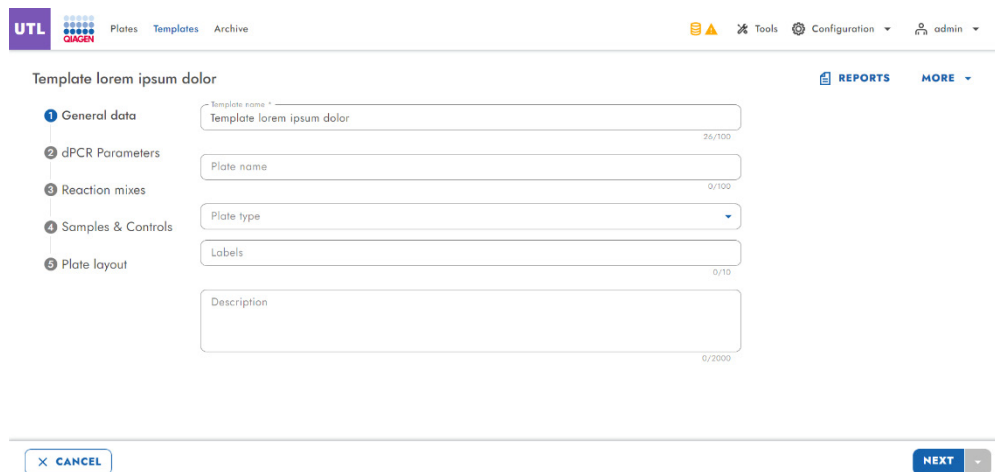 UTL QIAGEN Plates Templates Archive Tools Configuration admin
Template lorem ipsum dolor REPORTS MORE
1 General data
Template name *
Template lorem ipsum dolor
26/100
2 dPCR Parameters
Plate name
0/100
3 Reaction mixes
Plate type
4 Samples & Controls
Labels
0/10
5 Plate layout
Description
0/2000
CANCEL NEXT